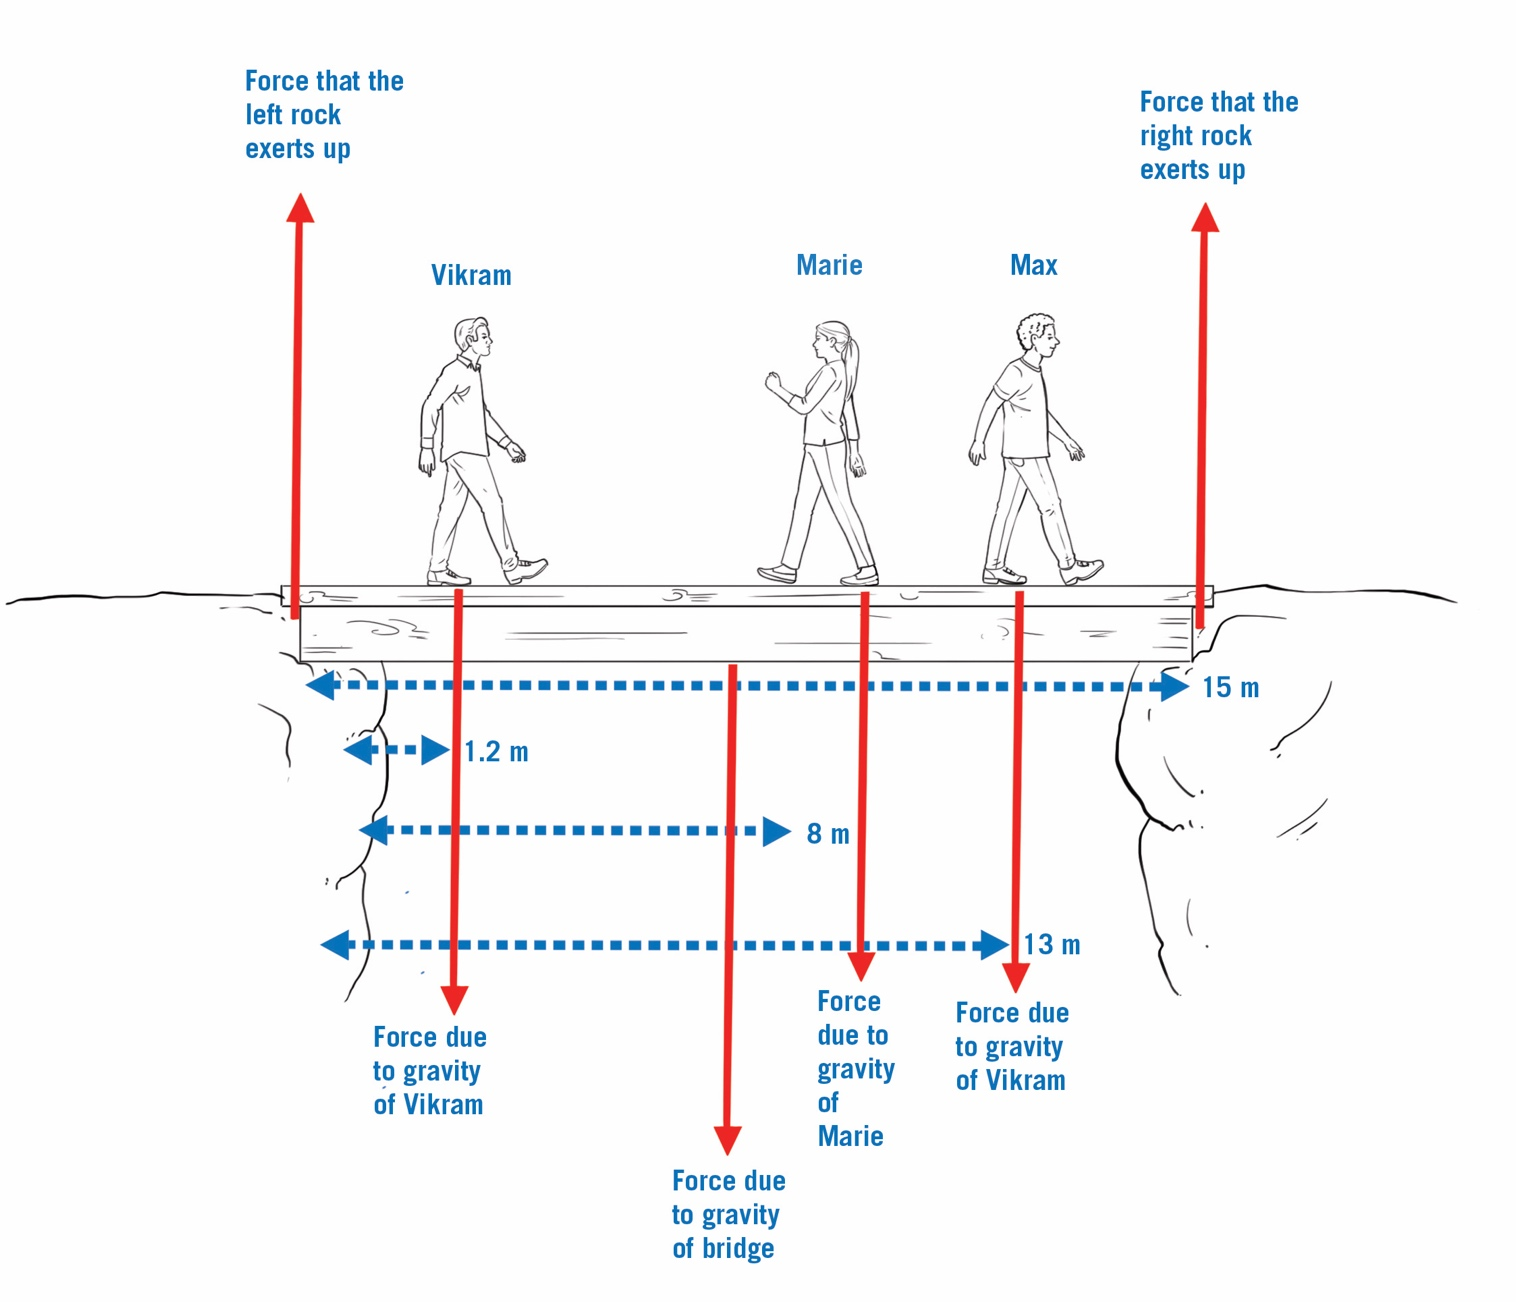 Force that the
left rock
exerts up
Force that the
right rock
exerts up
Vikram
Marie
Max
15 m
1.2 m
8 m
13 m
Force due
to gravity
of Vikram
Force
due to
gravity
of
Marie
Force due
to gravity
of Vikram
Force due
to gravity
of bridge